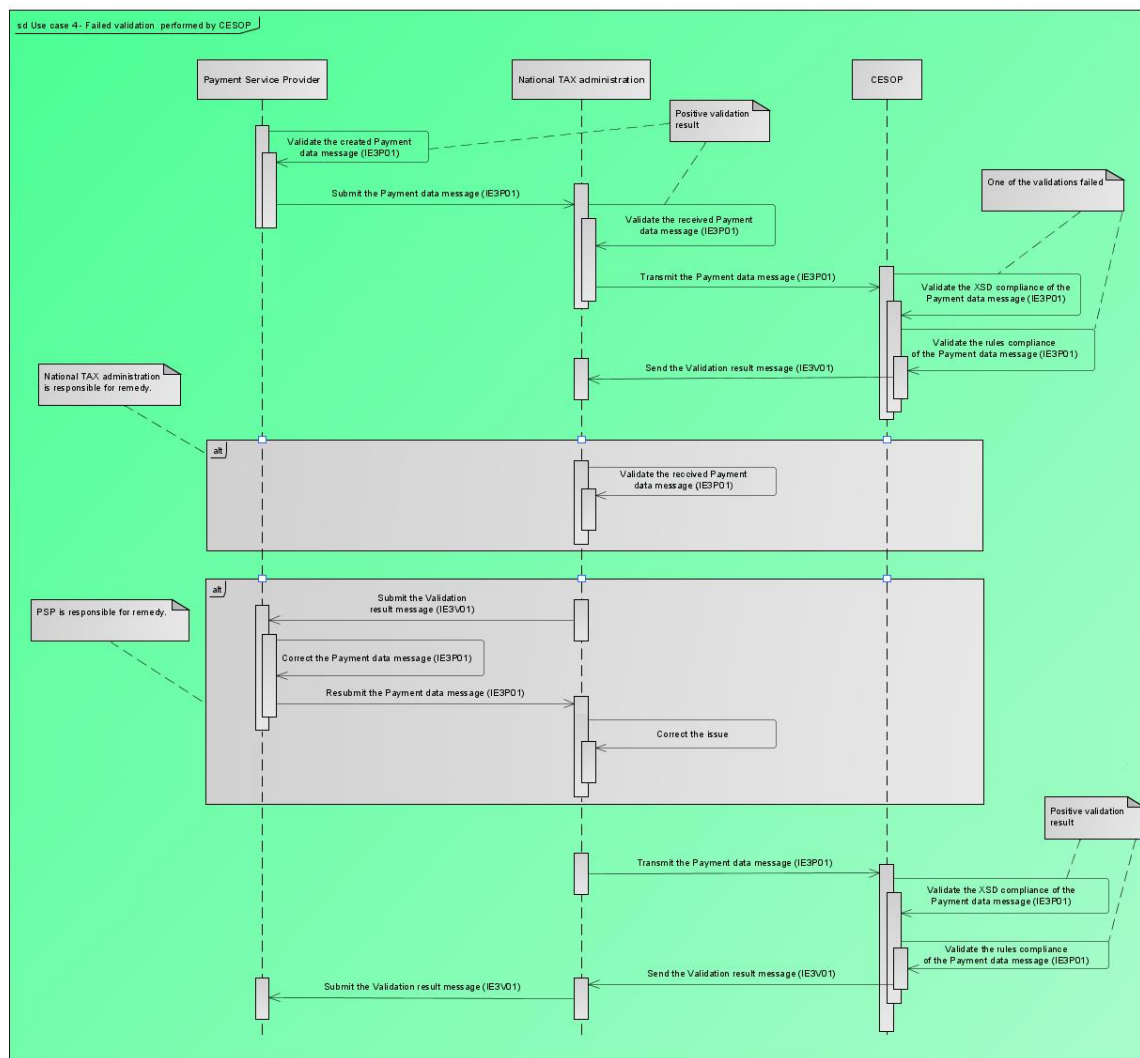 sd Use case 4- Failed validation  performed by CESOP
Payment Service Provider
National TAX administration
CESOP
Positive validation
result
Validate the created Payment
data message (IE3P01)
One of the validations failed
Submit the Payment data message (IE3P01)
Validate the received Payment
data message (IE3P01)
Transmit the Payment data message (IE3P01)
Validate the XSD compliance of the
Payment data message (IE3P01)
Validate the rules compliance
of the Payment data message (IE3P01)
Send the Validation result message (IE3V01)
National TAX administration
is responsible for remedy.
alt
Validate the received Payment
data message (IE3P01)
alt
Submit the Validation
result message (IE3V01)
PSP is responsible for remedy.
Correct the Payment data message (IE3P01)
Resubmit the Payment data message (IE3P01)
Correct the issue
Positive validation
result
Transmit the Payment data message (IE3P01)
Validate the XSD compliance of the
Payment data message (IE3P01)
Validate the rules compliance
of the Payment data message (IE3P01)
Send the Validation result message (IE3V01)
Submit the Validation result message (IE3V01)